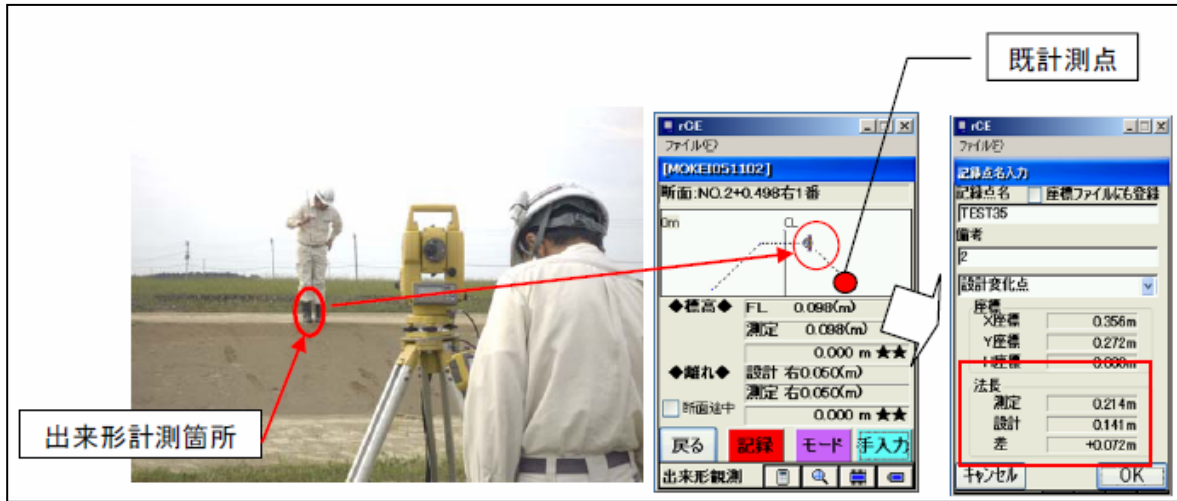 既計測点
出来形計測箇所
rCE
ファイル(F)
[MOKEI051102]
断面:NO.2+0.498右1番
0m
CL
◆標高◆ FL 0.098(m)
測定 0.098(m)
0.000 m ★★
◆離れ◆ 設計 右0.050(m)
測定 右0.050(m)
断面途中 0.000 m ★★
戻る 記録 モード 手入力
出来形観測
rCE
ファイル(F)
記録点名入力
記録点名 座標ファイルにも登録
TEST35
備考
2
設計変化点
座標
X座標 0.356m
Y座標 0.272m
法長
測定 0.214m
設計 0.141m
差 +0.072m
キャンセル OK